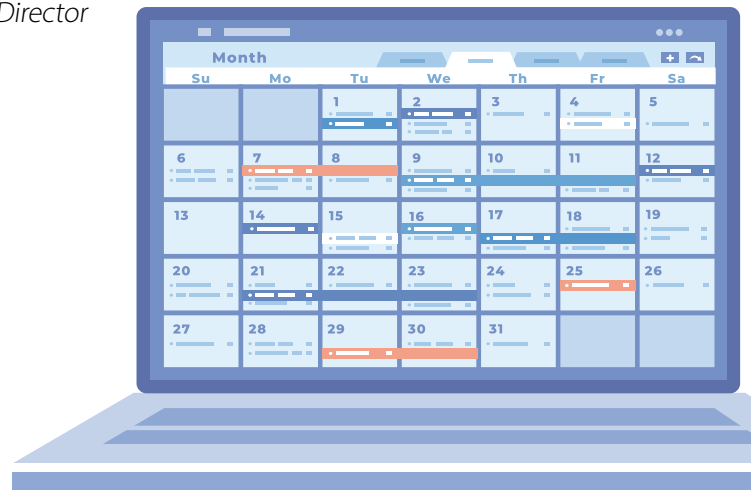 Director
Month
Su Mo Tu We Th Fr Sa
1 2 3 4 5
6 7 8 9 10 11 12
13 14 15 16 17 18 19
20 21 22 23 24 25 26
27 28 29 30 31